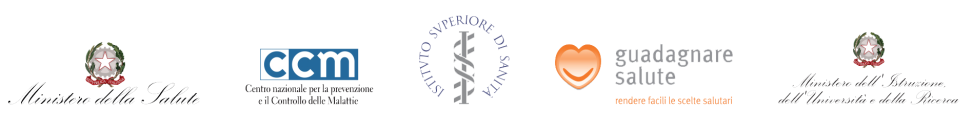 Ministero della Salute
ccm
Centro nazionale per la prevenzione
e il Controllo delle Malattie
ISTITVTO SVPERIORE DI SANITÀ
guadagnare
salute
rendere facili le scelte salutari
Ministero dell'Istruzione,
dell'Università e della Ricerca